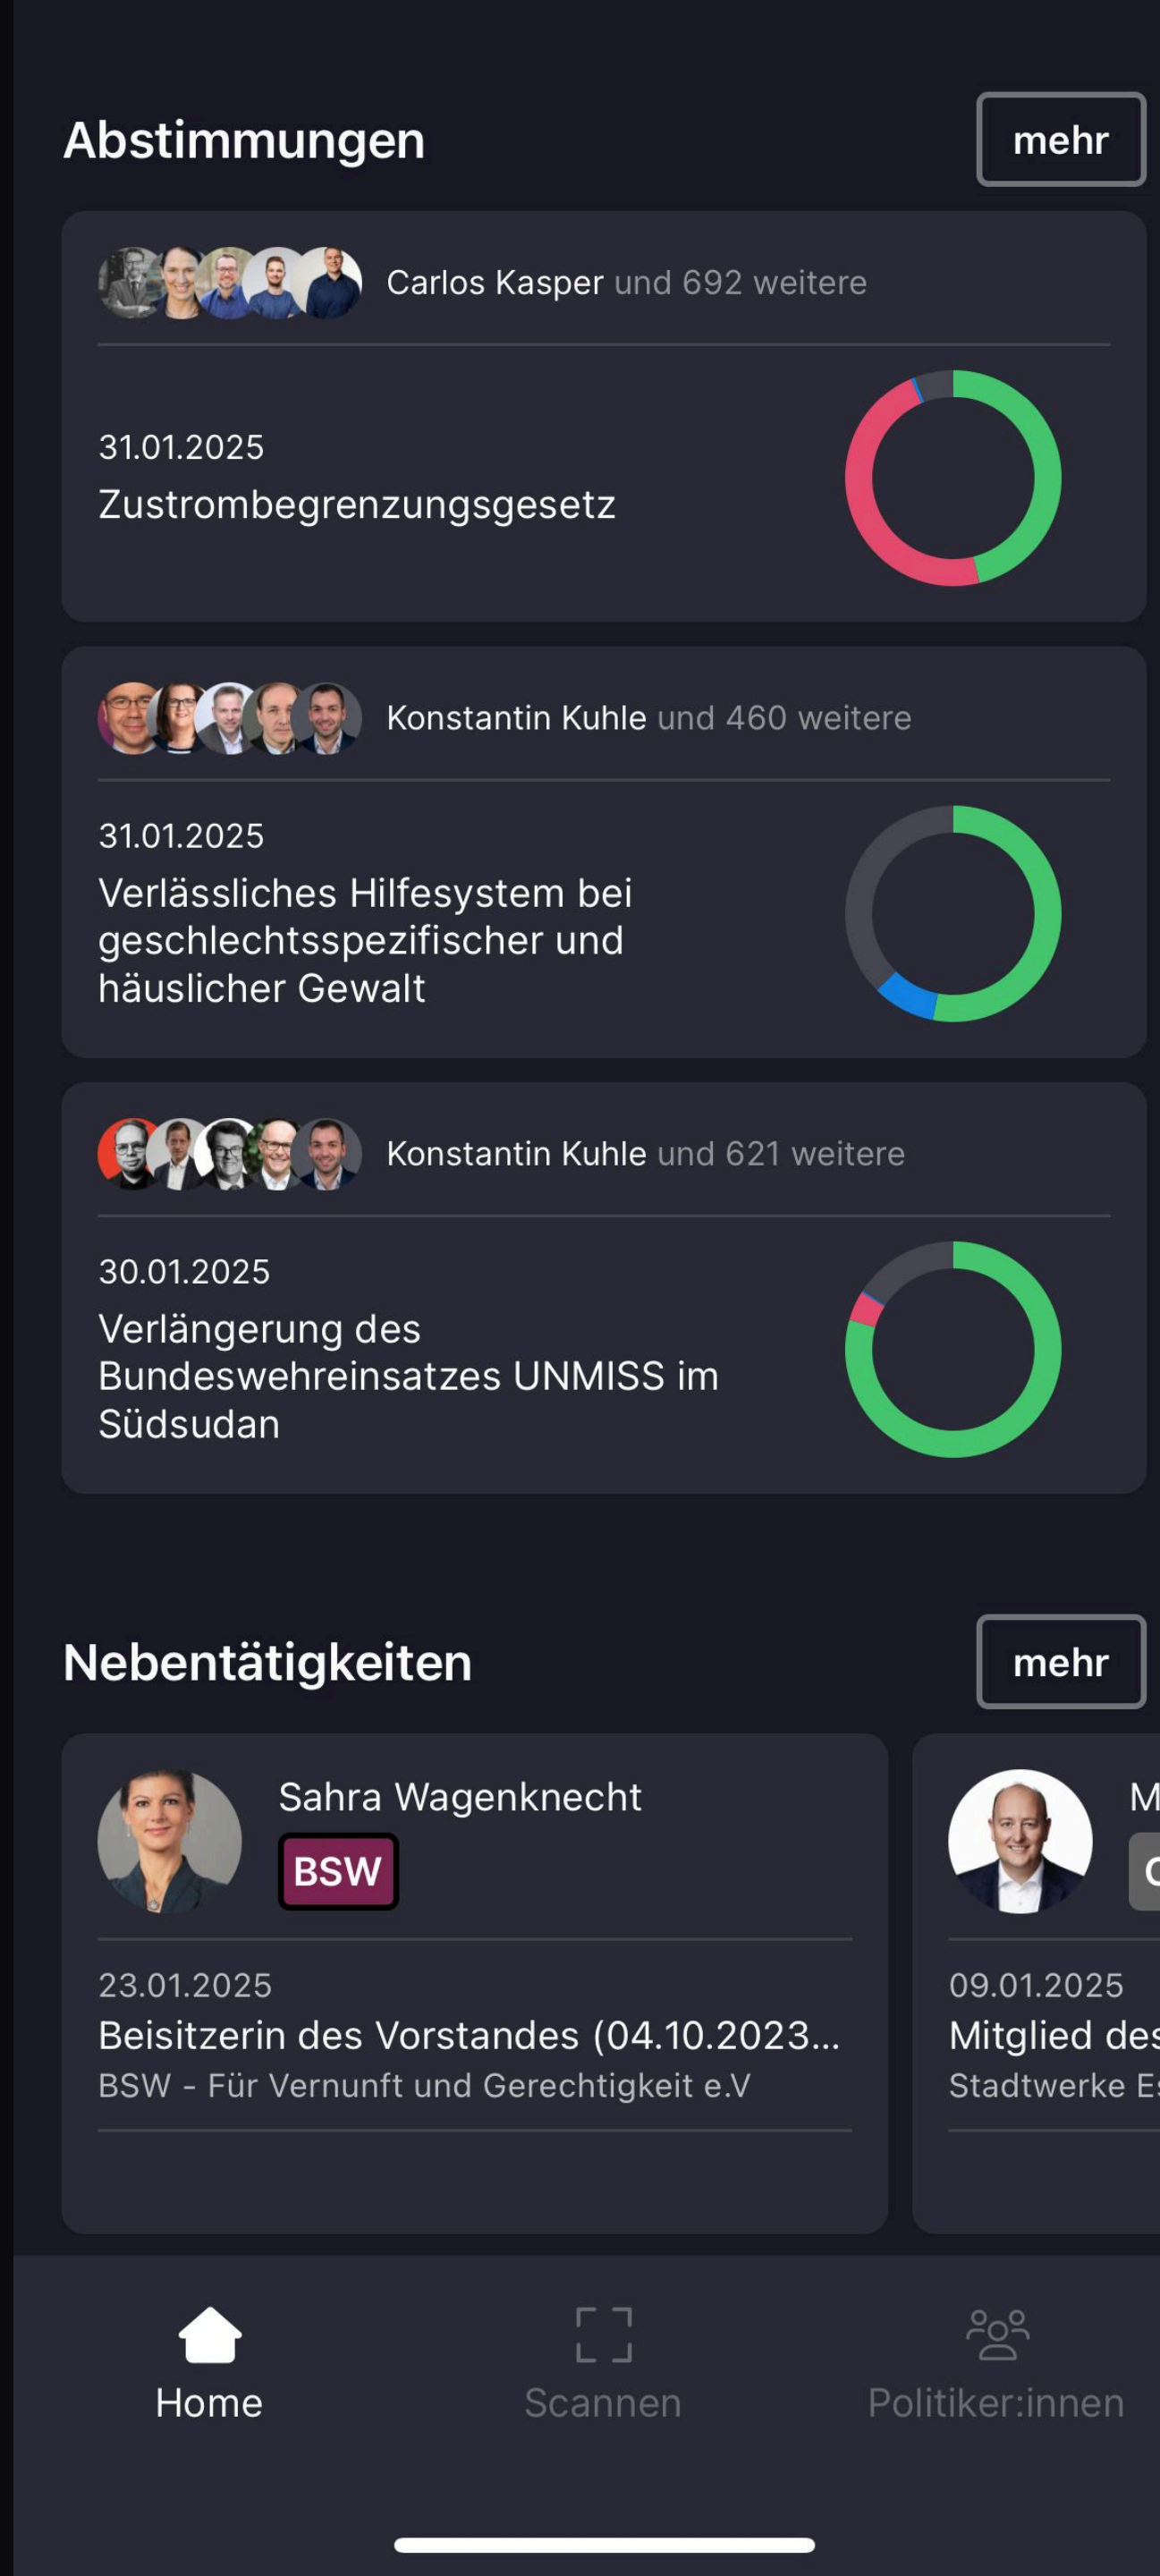 Abstimmungen
mehr
Carlos Kasper und 692 weitere
31.01.2025
Zustrombegrenzungsgesetz
Konstantin Kuhle und 460 weitere
31.01.2025
Verlässliches Hilfesystem bei
geschlechtsspezifischer und
häuslicher Gewalt
Konstantin Kuhle und 621 weitere
30.01.2025
Verlängerung des
Bundeswehreinsatzes UNMISS im
Südsudan
Nebentätigkeiten
mehr
Sahra Wagenknecht
BSW
23.01.2025
Beisitzerin des Vorstandes (04.10.2023...
BSW - Für Vernunft und Gerechtigkeit e.V
09.01.2025
Mitglied des
Stadtwerke
Home
Scannen
Politiker:innen